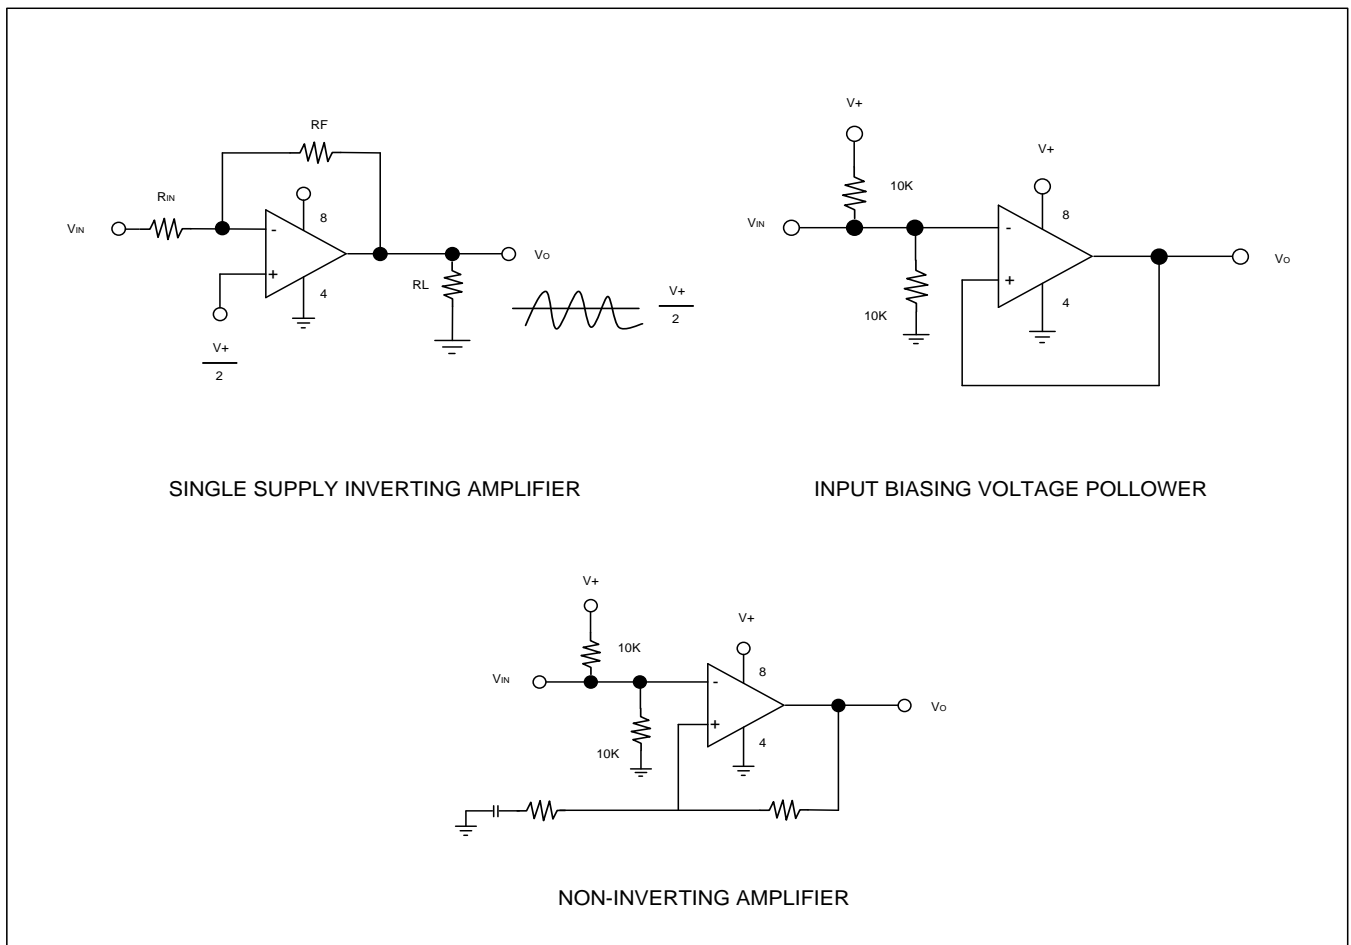 RF
RIN
VIN
8
-
+
4
VO
RL
V+
2
V+
2
SINGLE SUPPLY INVERTING AMPLIFIER
V+
V+
10K
8
VIN
-
+
VO
4
10K
INPUT BIASING VOLTAGE POLLOWER
V+
V+
10K
8
VIN
-
+
VO
4
10K
NON-INVERTING AMPLIFIER